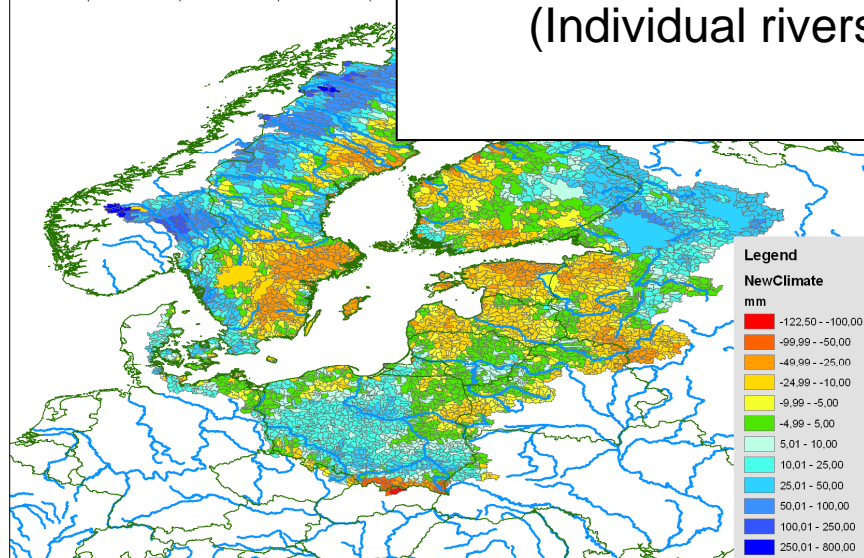 (Individual rivers
Legend
NewClimate
mm
-122,50 - -100,00
-99,99 - -50,00
-49,99 - -25,00
-24,99 - -10,00
-9,99 - -5,00
-4,99 - 5,00
5,01 - 10,00
10,01 - 25,00
25,01 - 50,00
50,01 - 100,00
100,01 - 250,00
250,01 - 800,00